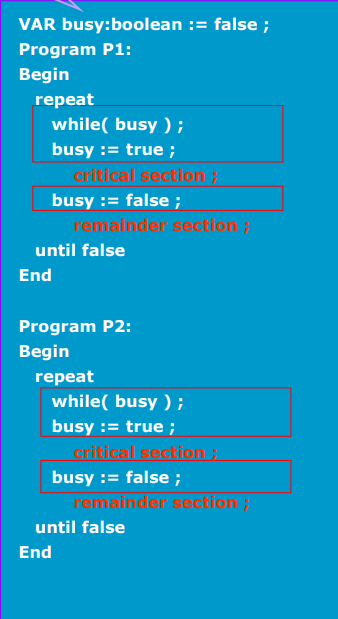 VAR busy:boolean := false ;
Program P1:
Begin
repeat
while( busy ) ;
busy := true ;
critical section ;
busy := false ;
remainder section ;
until false
End
Program P2:
Begin
repeat
while( busy ) ;
busy := true ;
critical section ;
busy := false ;
remainder section ;
until false
End